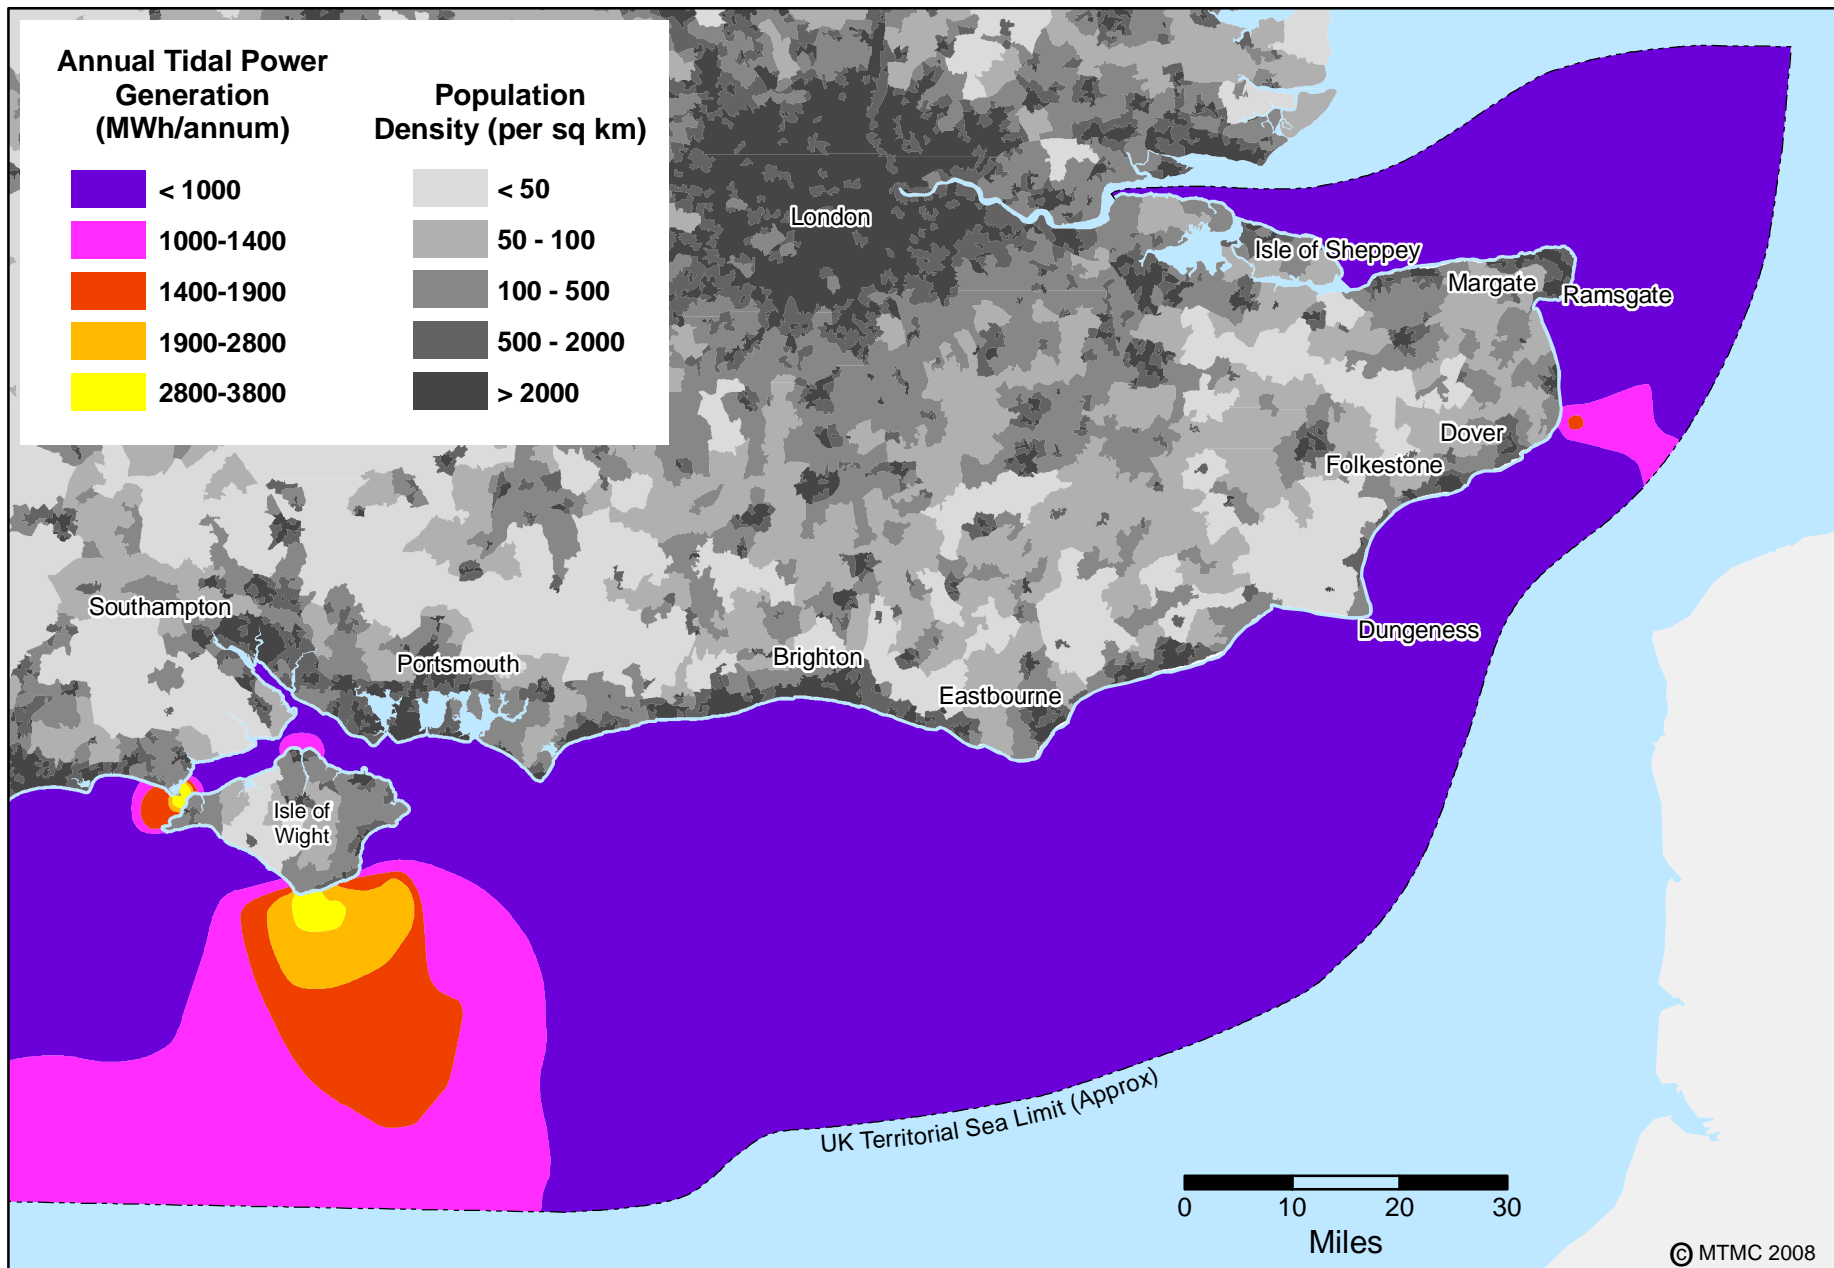 Annual Tidal Power
Generation
(MWh/annum)
< 1000
1000-1400
1400-1900
1900-2800
2800-3800
Population
Density (per sq km)
< 50
50 - 100
100 - 500
500 - 2000
> 2000
London
Isle of Sheppey
Margate
Ramsgate
Dover
Folkestone
Dungeness
Southampton
Portsmouth
Brighton
Eastbourne
Isle of
Wight
UK Territorial Sea Limit (Approx)
0 10 20 30
Miles
© MTMC 2008